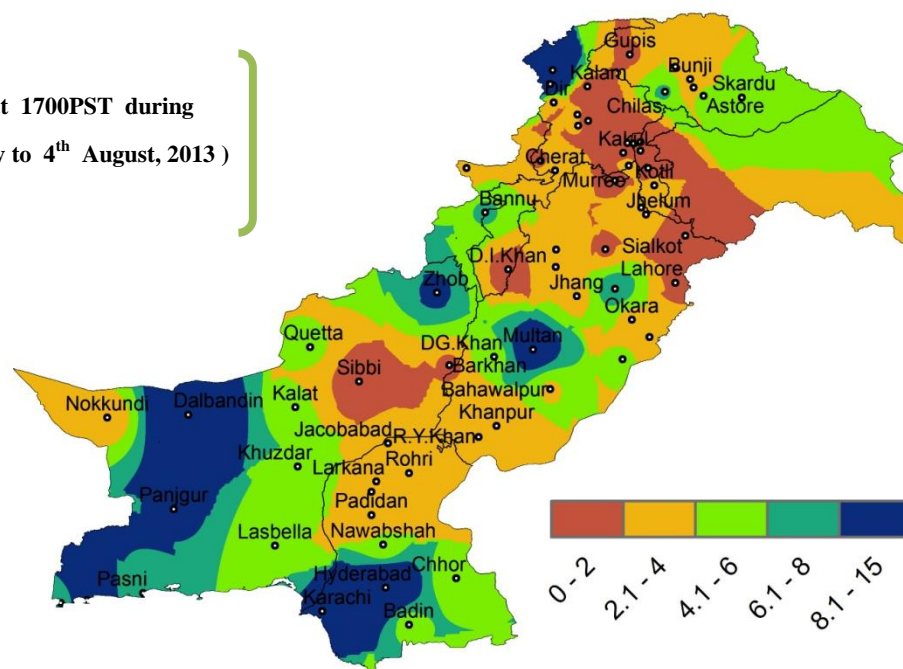 t 1700PST during
y to 4th August, 2013 )
Gupis
Bunji
Kalam
Skardu
Dir
Chilas
Astore
Kakul
Cherat
Kotli
Murree
Bannu
Jhelum
D.I.Khan
Sialkot
Zhob
Lahore
Jhang
Okara
Quetta
Multan
DG.Khan
Sibbi
Barkhan
Bahawalpur
Nokkundi
Dalbandin
Kalat
Khanpur
Jacobabad
R.Y.Khan
Khuzdar
Larkana
Rohri
Panjgur
Padidan
Lasbella
Nawabshah
Chhor
Pasni
Hyderabad
Karachi
Badin
0 - 2
2.1 - 4
4.1 - 6
6.1 - 8
8.1 - 15